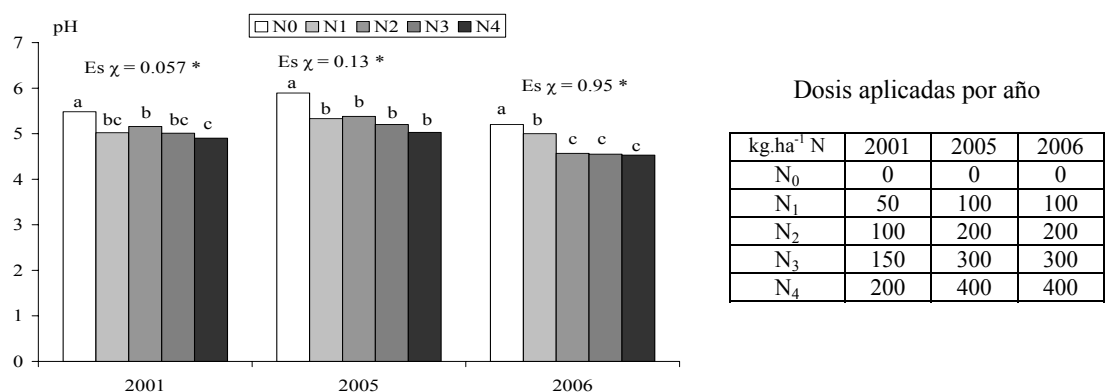 pH
N0 N1 N2 N3 N4
7
6
5
4
3
2
1
0
Es χ = 0.057 *
a bc b bc c
2001
Es χ = 0.13 *
a b b b b
2005
Es χ = 0.95 *
a b c c c
2006
Dosis aplicadas por año
kg.ha⁻¹ N 2001 2005 2006
N₀ 0 0 0
N₁ 50 100 100
N₂ 100 200 200
N₃ 150 300 300
N₄ 200 400 400